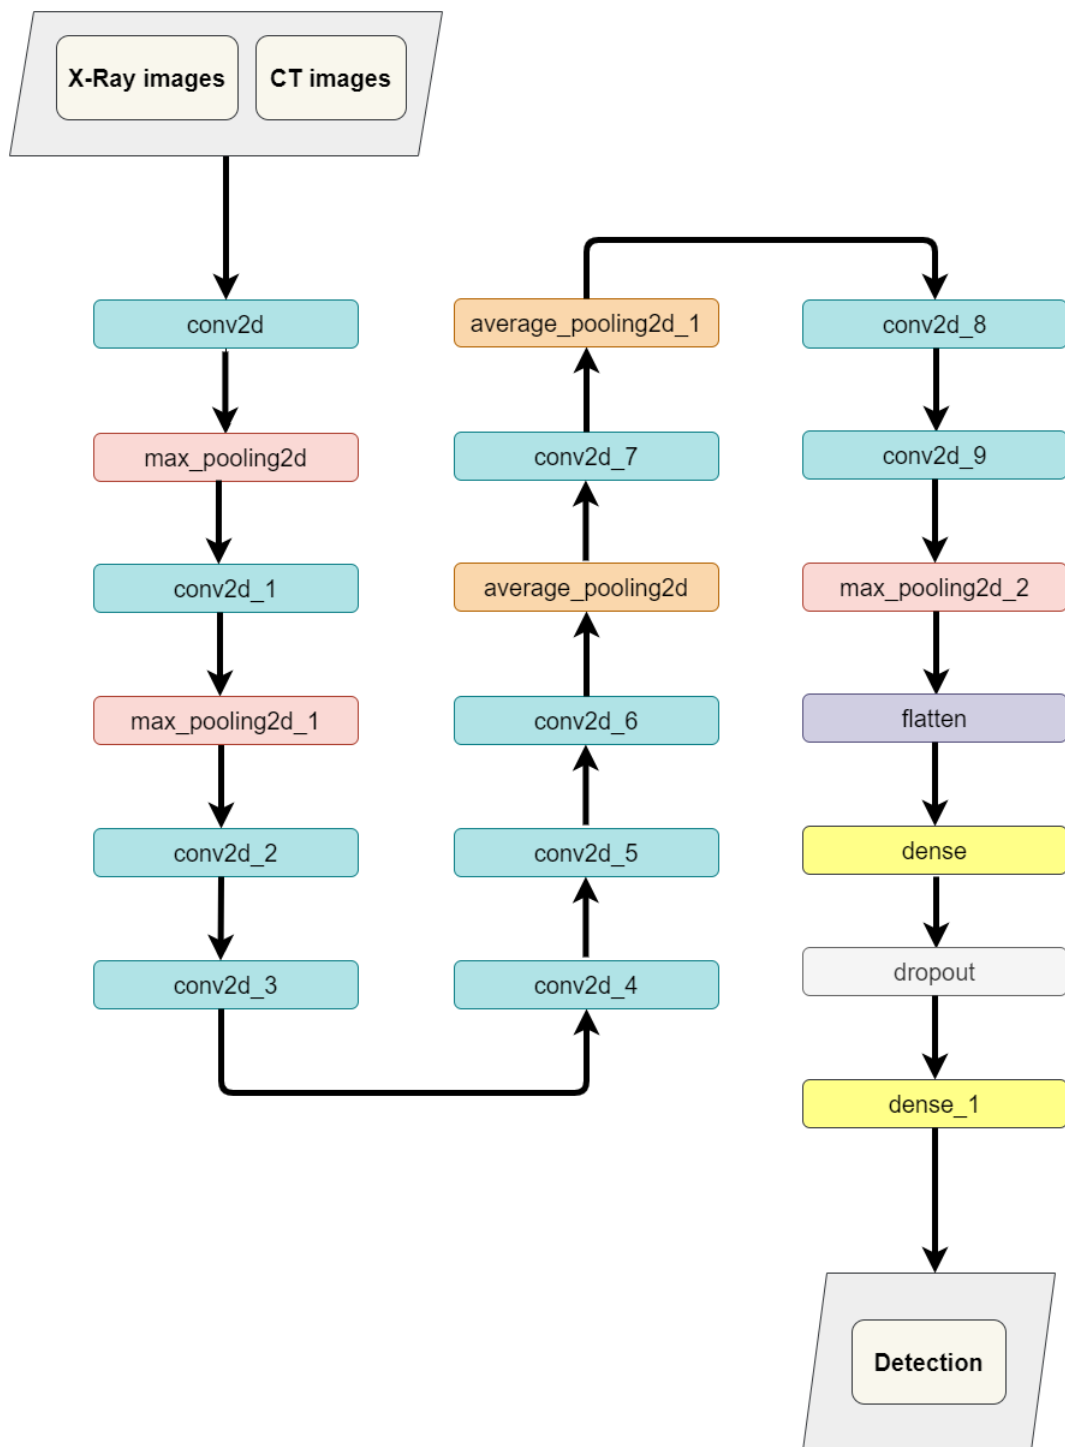 X-Ray images
CT images
conv2d
max_pooling2d
conv2d_1
max_pooling2d_1
conv2d_2
conv2d_3
conv2d_4
conv2d_5
conv2d_6
average_pooling2d
conv2d_7
average_pooling2d_1
conv2d_8
conv2d_9
max_pooling2d_2
flatten
dense
dropout
dense_1
Detection